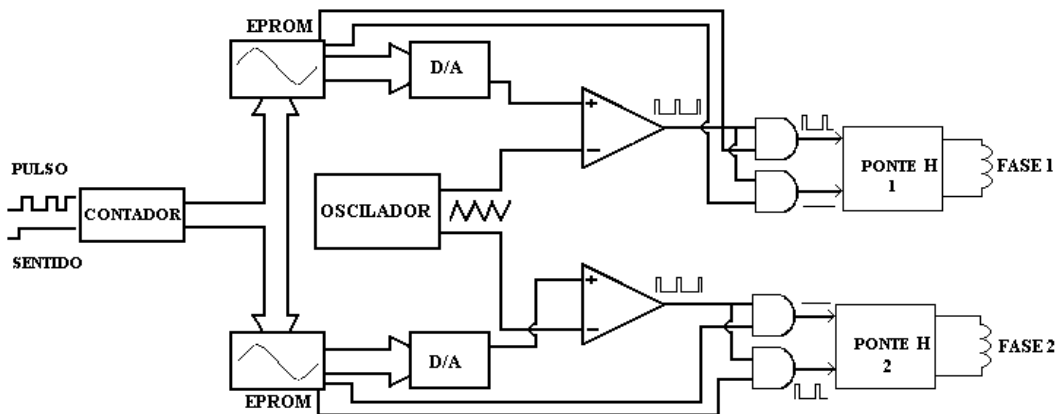 EPROM
D/A
PULSO
CONTADOR
SENTIDO
OSCILADOR
+
−
PONTE H
1
FASE 1
+
−
PONTE H
2
FASE 2
D/A
EPROM